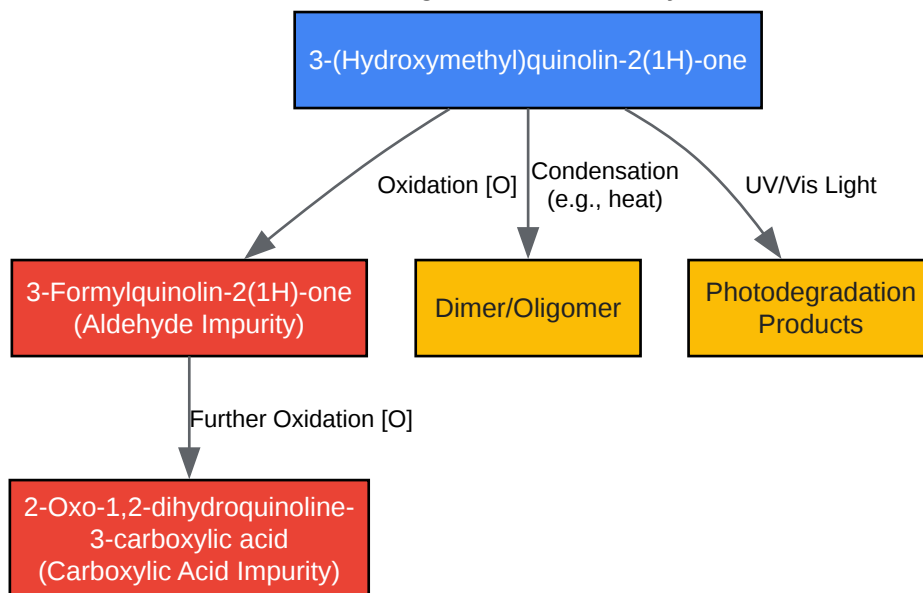 3-(Hydroxymethyl)quinolin-2(1H)-one
Oxidation [O]
Condensation
(e.g., heat)
UV/Vis Light
3-Formylquinolin-2(1H)-one
(Aldehyde Impurity)
Dimer/Oligomer
Photodegradation
Products
Further Oxidation [O]
2-Oxo-1,2-dihydroquinoline-
3-carboxylic acid
(Carboxylic Acid Impurity)